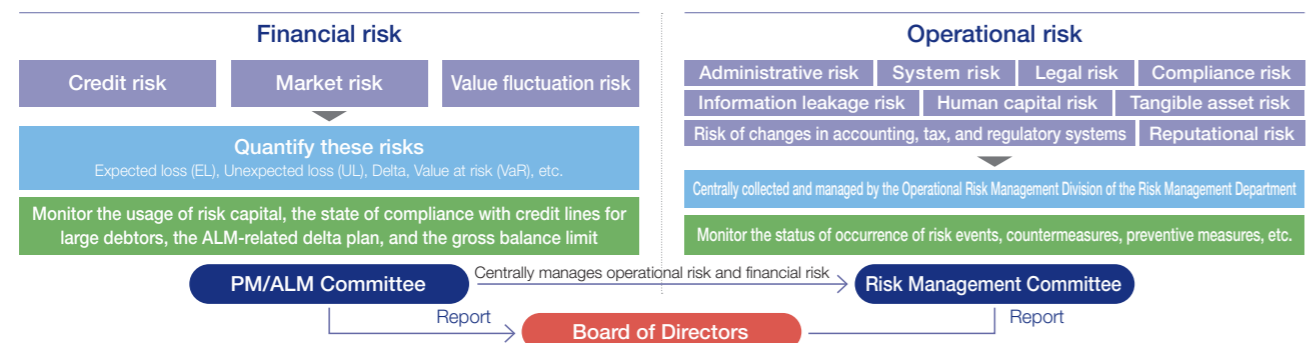 Financial risk
Credit risk
Market risk
Value fluctuation risk
Quantify these risks
Expected loss (EL), Unexpected loss (UL), Delta, Value at risk (VaR), etc.
Monitor the usage of risk capital, the state of compliance with credit lines for
large debtors, the ALM-related delta plan, and the gross balance limit
Operational risk
Administrative risk
System risk
Legal risk
Compliance risk
Information leakage risk
Human capital risk
Tangible asset risk
Risk of changes in accounting, tax, and regulatory systems
Reputational risk
Centrally collected and managed by the Operational Risk Management Division of the Risk Management Department
Monitor the status of occurrence of risk events, countermeasures, preventive measures, etc.
PM/ALM Committee
Centrally manages operational risk and financial risk
Risk Management Committee
Report
Board of Directors
Report